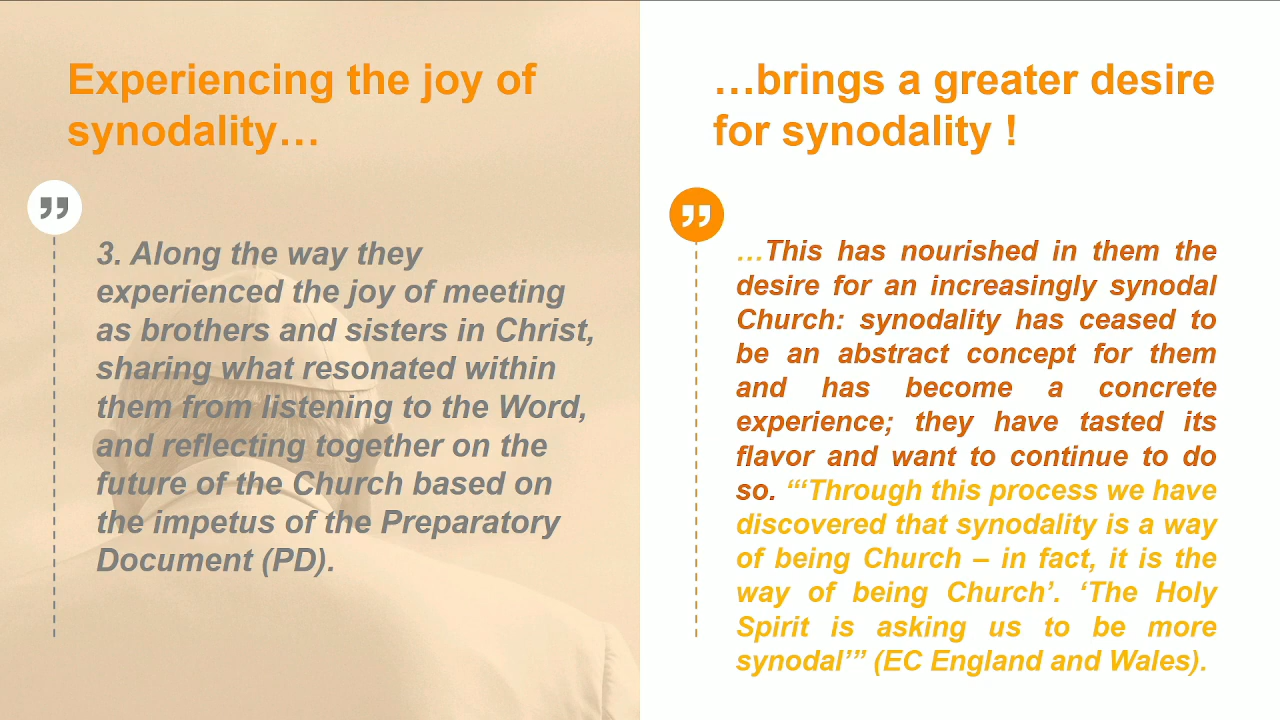 Experiencing the joy of
synodality…
3. Along the way they
experienced the joy of meeting
as brothers and sisters in Christ,
sharing what resonated within
them from listening to the Word,
and reflecting together on the
future of the Church based on
the impetus of the Preparatory
Document (PD).
…brings a greater desire
for synodality !
…This has nourished in them the
desire for an increasingly synodal
Church: synodality has ceased to
be an abstract concept for them
and has become a concrete
experience; they have tasted its
flavor and want to continue to do
so. “‘Through this process we have
discovered that synodality is a way
of being Church – in fact, it is the
way of being Church’. ‘The Holy
Spirit is asking us to be more
synodal’” (EC England and Wales).